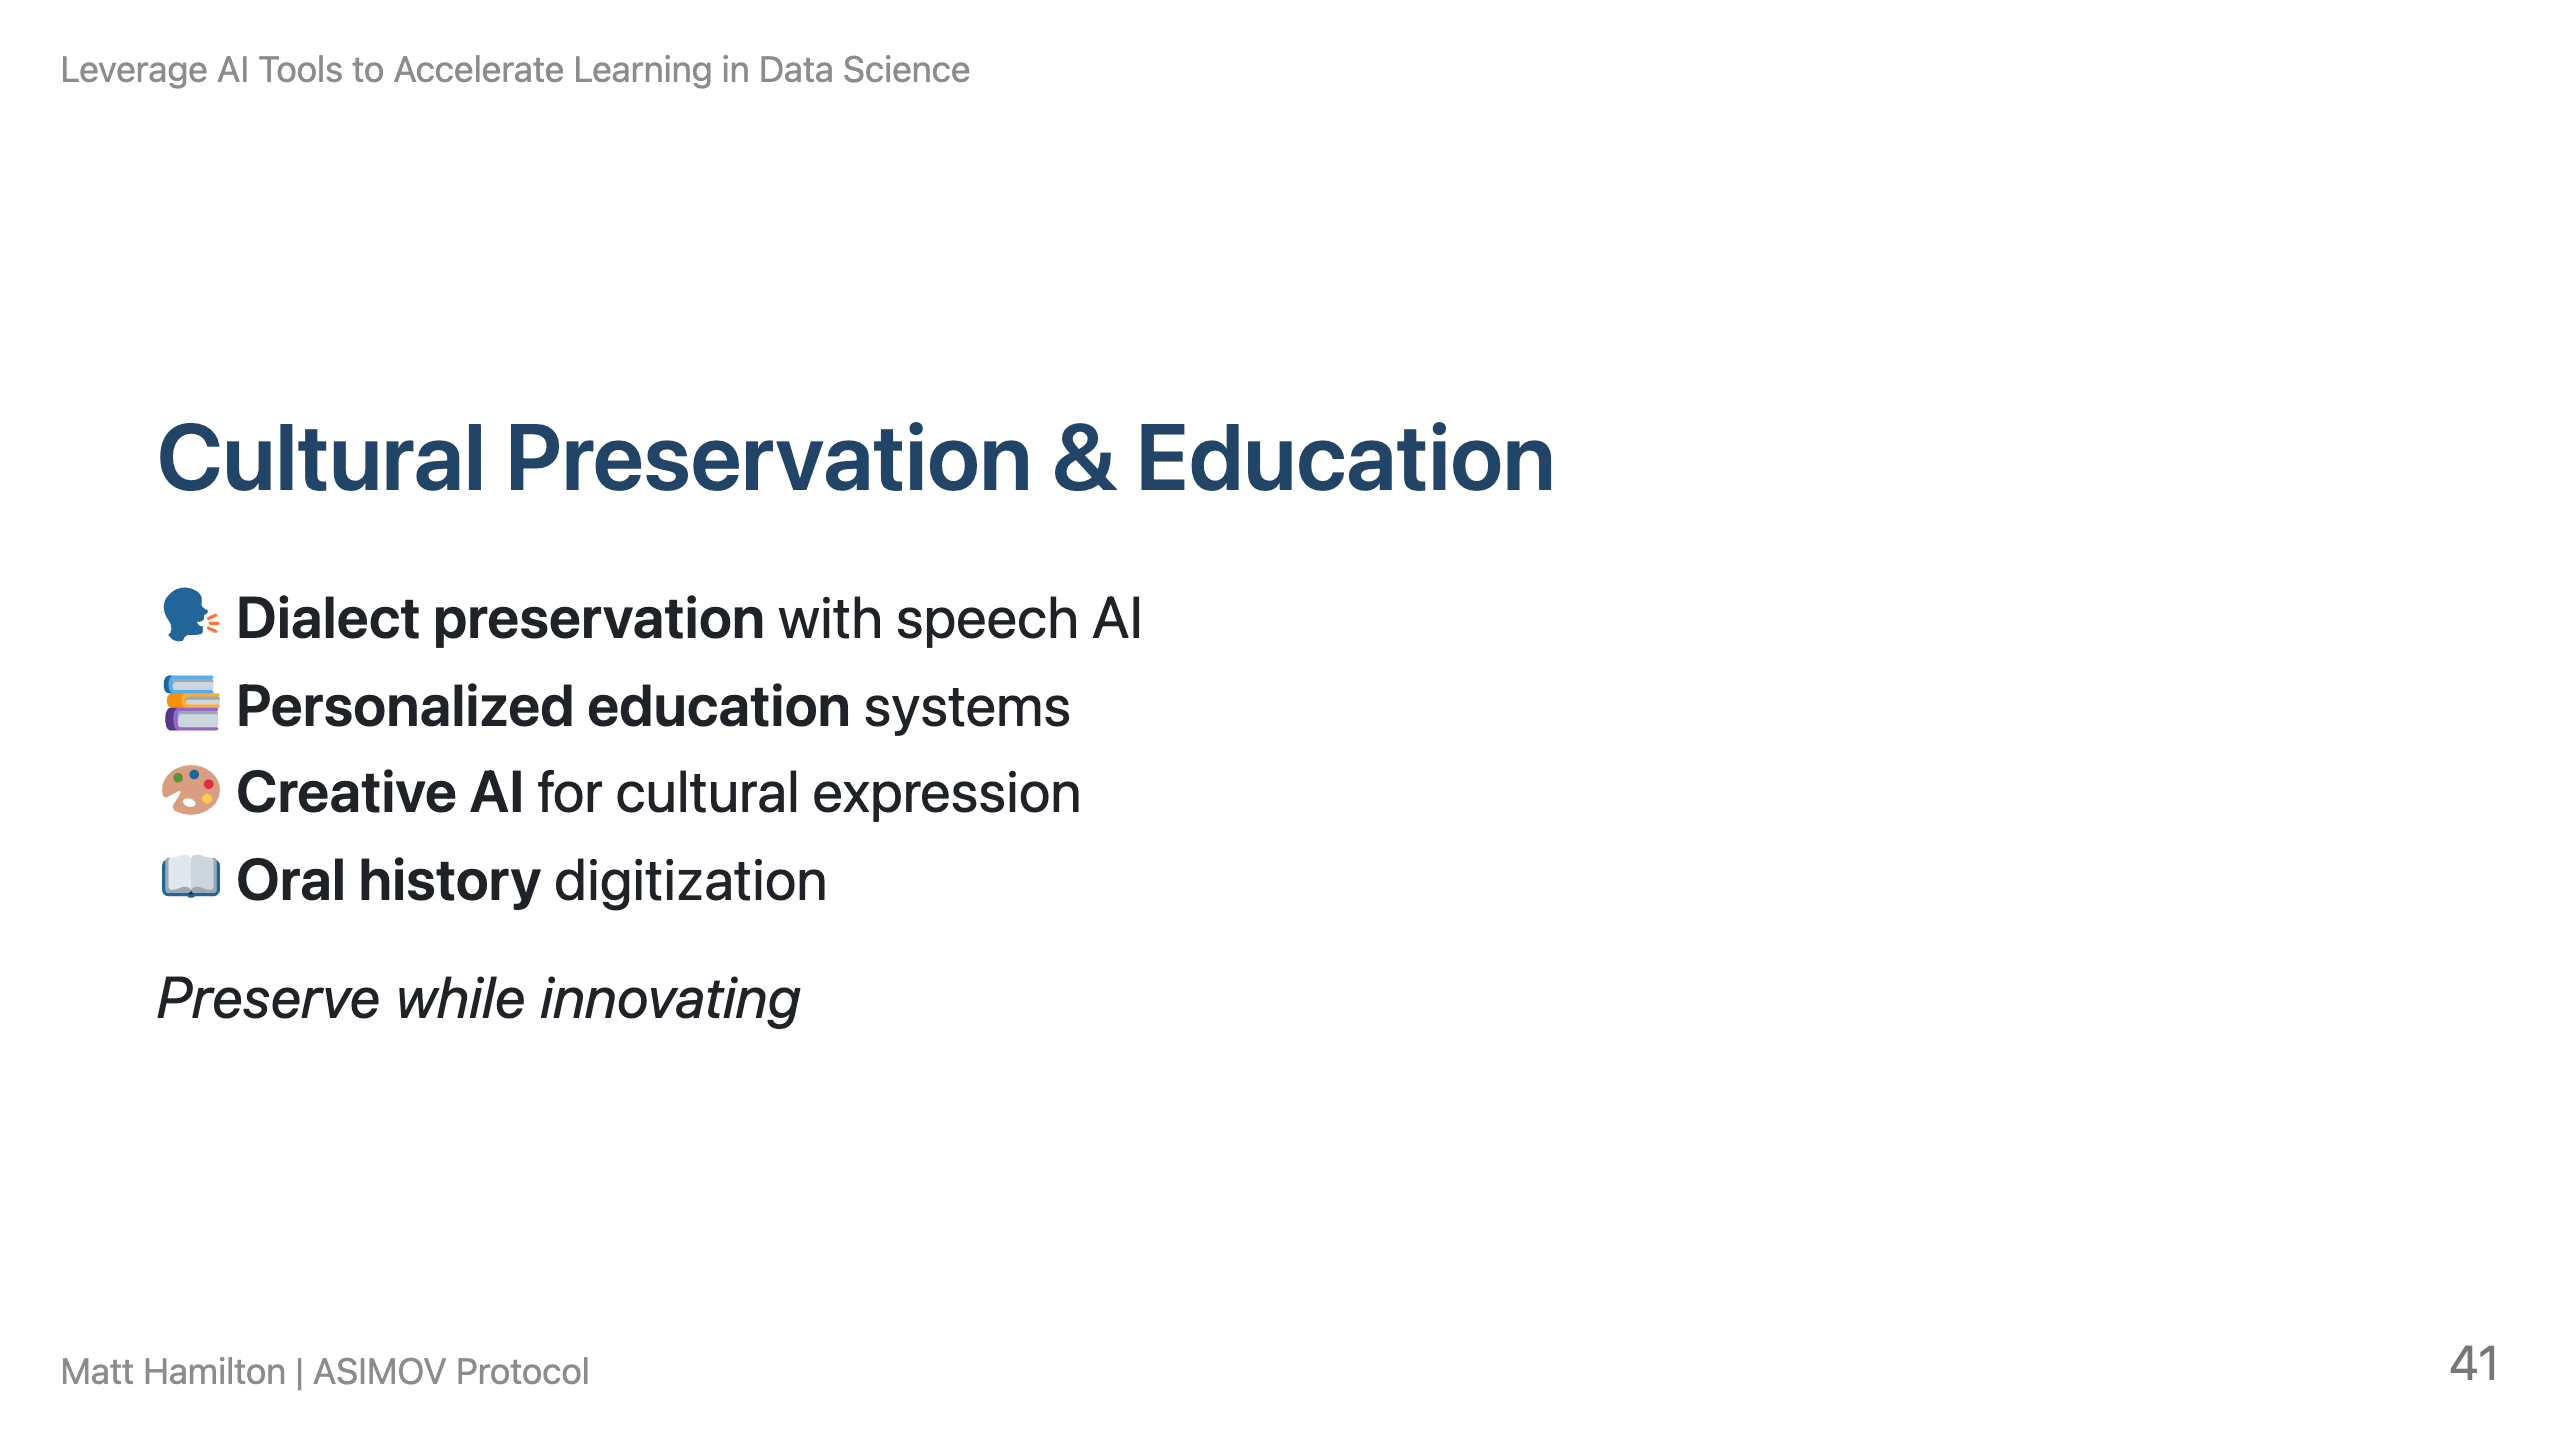 Leverage AI Tools to Accelerate Learning in Data Science
Cultural Preservation & Education
🗣️ Dialect preservation with speech AI
📚 Personalized education systems
🎨 Creative AI for cultural expression
📖 Oral history digitization
Preserve while innovating
Matt Hamilton | ASIMOV Protocol
41